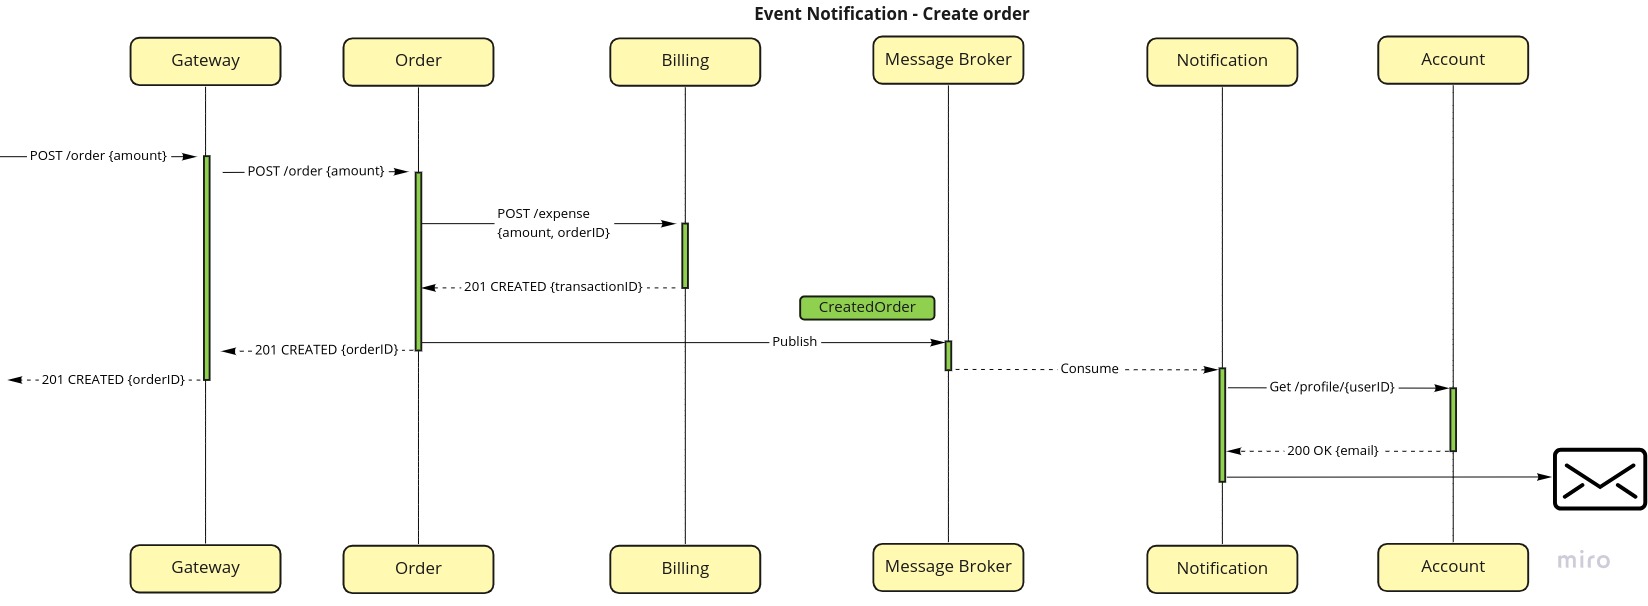 Event Notification - Create order
Gateway
Order
Billing
Message Broker
Notification
Account
POST /order {amount}
POST /order {amount}
POST /expense
{amount, orderID}
201 CREATED {transactionID}
CreatedOrder
Publish
201 CREATED {orderID}
Consume
201 CREATED {orderID}
Get /profile/{userID}
200 OK {email}
Gateway
Order
Billing
Message Broker
Notification
Account
miro